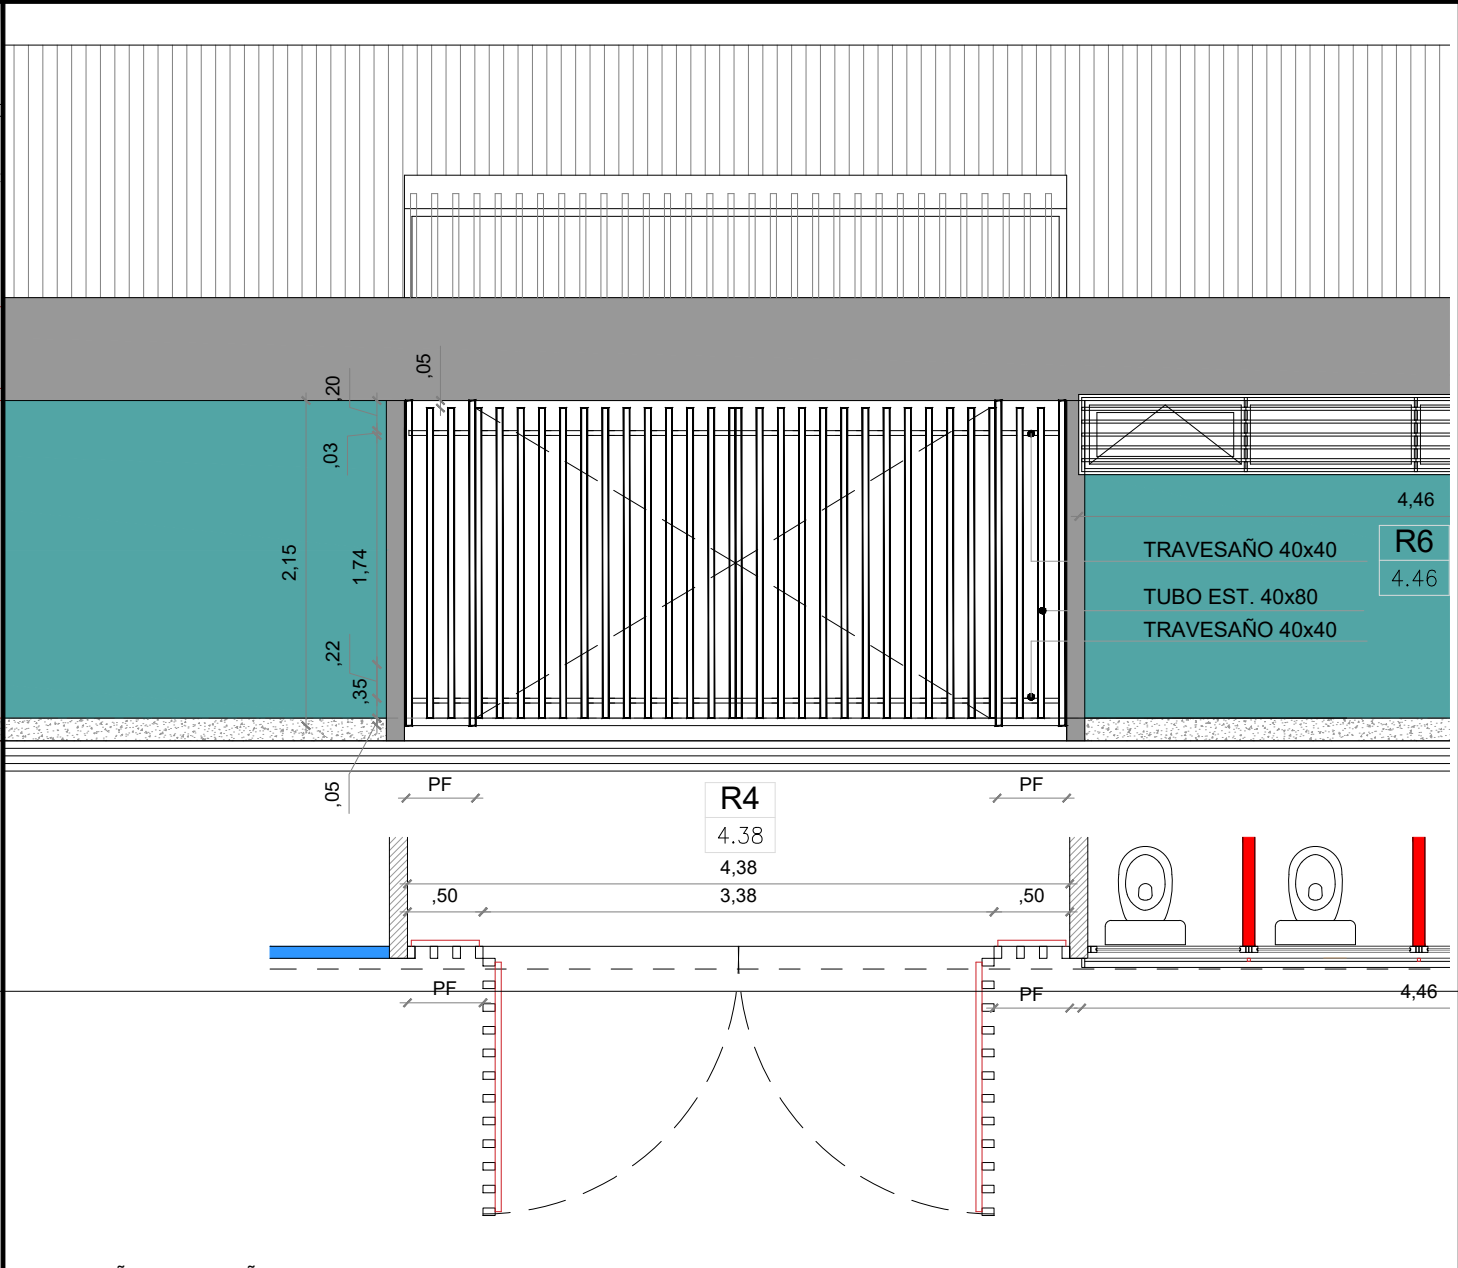 ,05
,20
,03
2,15
1,74
,22
,35
,05
4,46
R6
4.46
TRAVESAÑO 40x40
TUBO EST. 40x80
TRAVESAÑO 40x40
PF
PF
R4
4.38
4,38
,50
3,38
,50
PF
PF
4,46